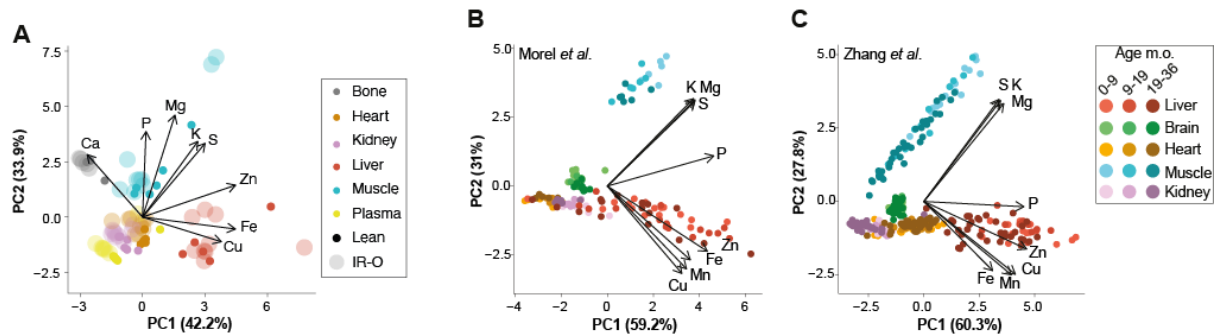 A
7.5
5.0
2.5
0.0
−2.5
PC2 (33.9%)
Ca
P
Mg
K
S
Zn
Fe
Cu
−3
0
3
6
PC1 (42.2%)
Bone
Heart
Kidney
Liver
Muscle
Plasma
Lean
IR-O
B
Morel et al.
5.0
2.5
0.0
−2.5
PC2 (31%)
K Mg
S
P
Zn
Fe
Mn
Cu
−4
−2
0
2
4
6
PC1 (59.2%)
C
Zhang et al.
5.0
2.5
0.0
−2.5
PC2 (27.8%)
S K
Mg
P
Zn
Cu
Fe
Mn
−2.5
0.0
2.5
5.0
PC1 (60.3%)
Age m.o.
0-9
9-19
19-36
Liver
Brain
Heart
Muscle
Kidney